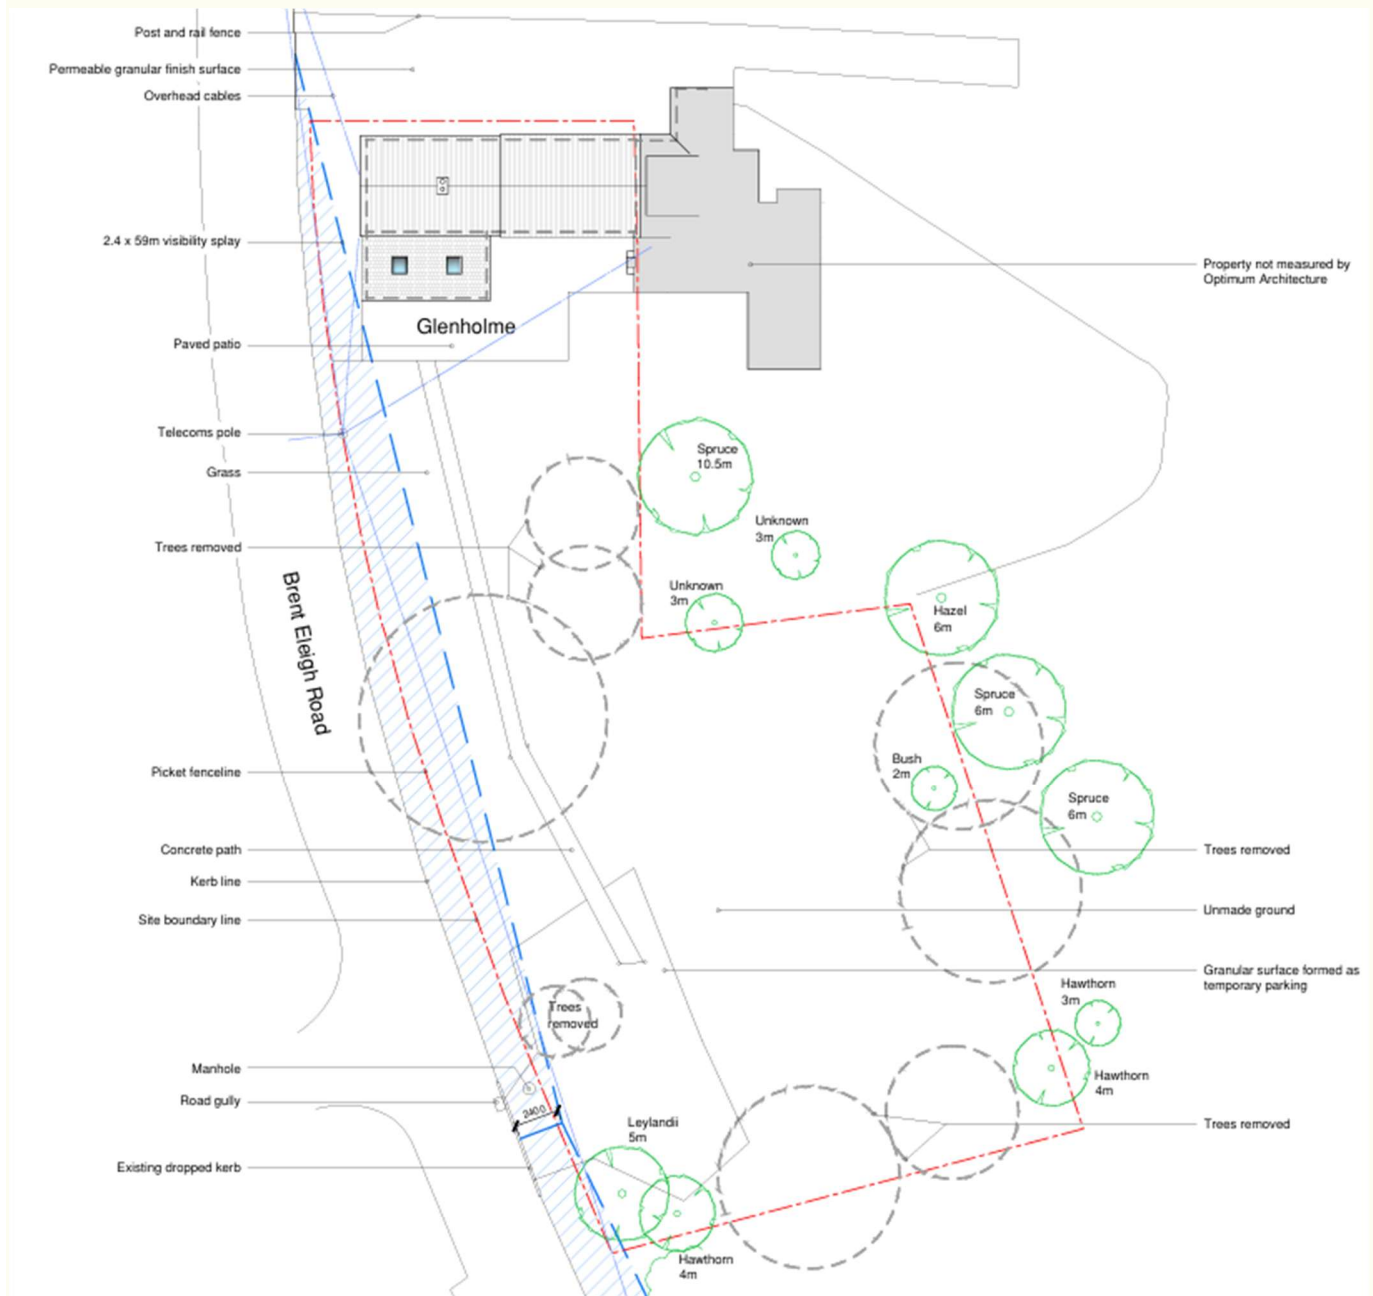 Post and rail fence
Permeable granular finish surface
Overhead cables
2.4 x 59m visibility splay
Property not measured by
Optimum Architecture
Glenholme
Paved patio
Telecoms pole
Grass
Spruce
10.5m
Unknown
3m
Trees removed
Unknown
3m
Hazel
6m
Brent Eleigh Road
Spruce
6m
Bush
2m
Picket fenceline
Spruce
6m
Concrete path
Trees removed
Kerb line
Unmade ground
Site boundary line
Granular surface formed as
temporary parking
Hawthorn
3m
Trees
removed
Manhole
Hawthorn
4m
Road gully
2400
Leylandii
5m
Trees removed
Existing dropped kerb
Hawthorn
4m